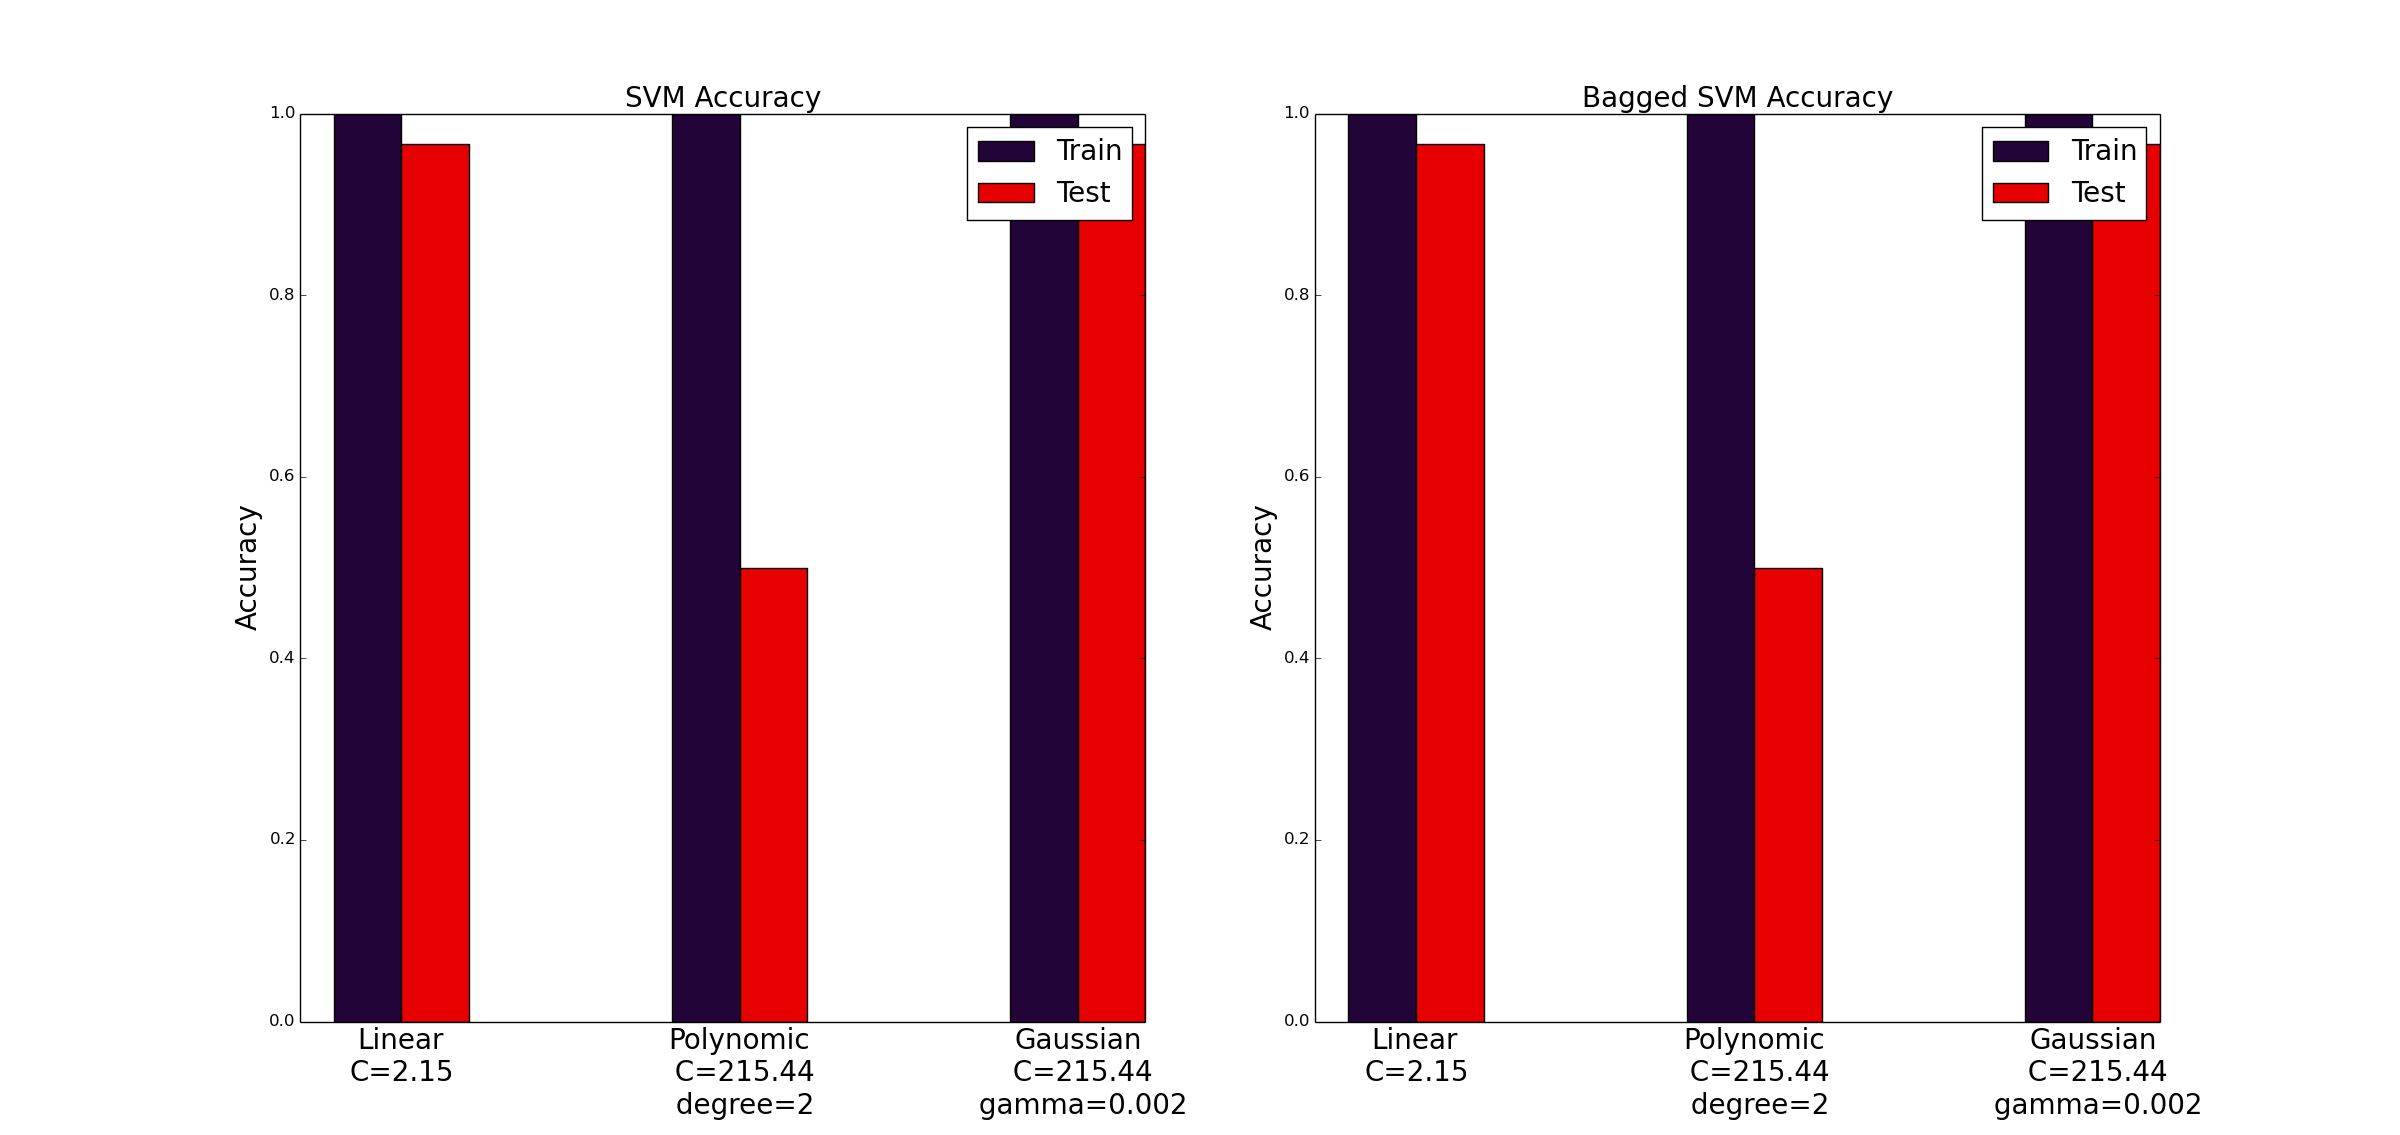 SVM Accuracy
1.0
0.8
0.6
0.4
0.2
0.0
Accuracy
Train
Test
Linear
C=2.15
Polynomic
C=215.44
degree=2
Gaussian
C=215.44
gamma=0.002
Bagged SVM Accuracy
1.0
0.8
0.6
0.4
0.2
0.0
Accuracy
Train
Test
Linear
C=2.15
Polynomic
C=215.44
degree=2
Gaussian
C=215.44
gamma=0.002